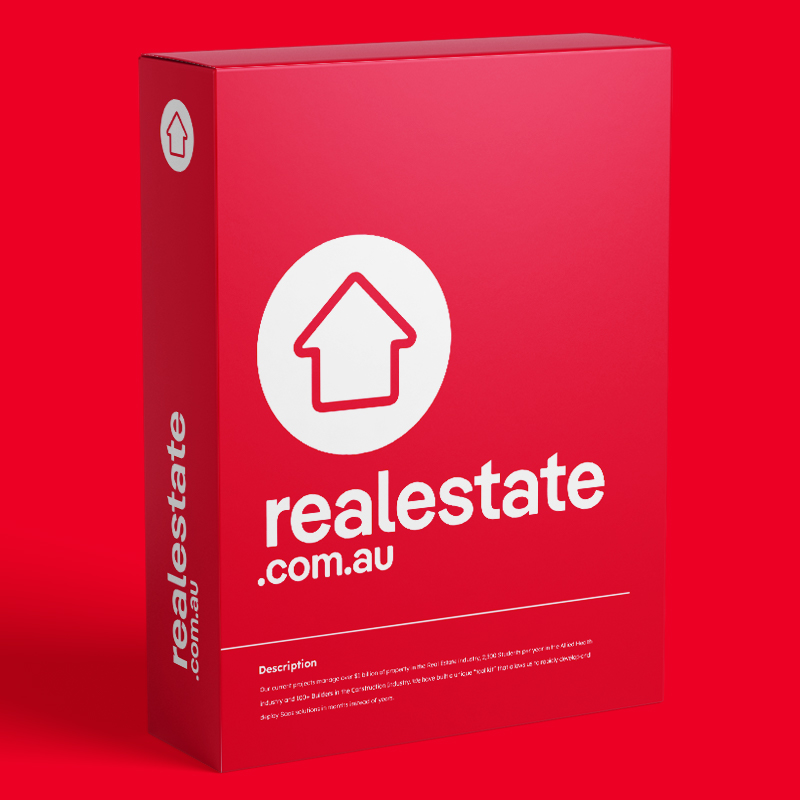 realestate
.com.au
realestate
.com.au
Description
Our current projects manage over $1 billion of property in the Real Estate Industry, 2,100 Students per year in the Allied Health
industry and 100+ Builders in the Construction Industry. We have built a unique "toolkit" that allows us to rapidly develop and
deploy SaaS solutions in months instead of years.